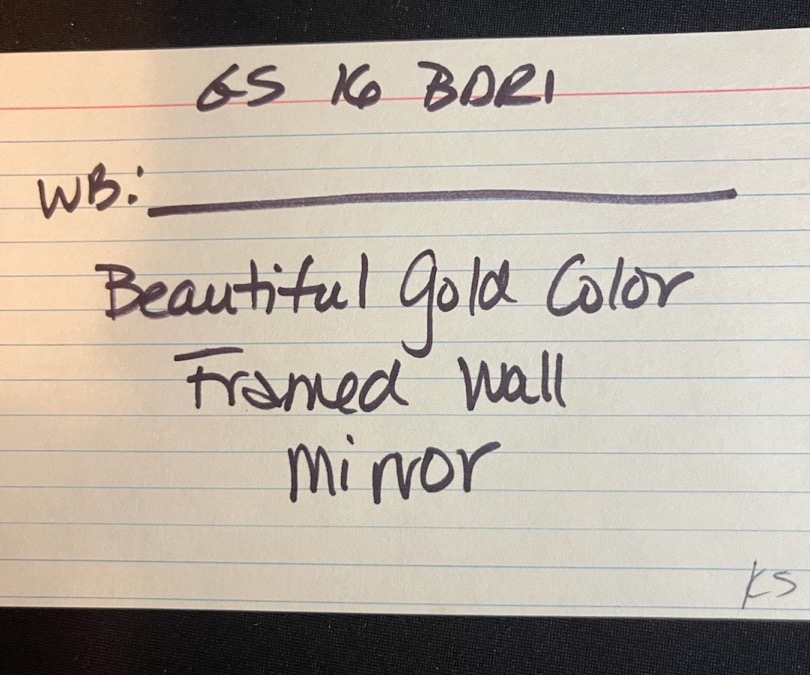 GS 16 BDR1
WB:
Beautiful Gold Color
Framed Wall
Mirror
KS